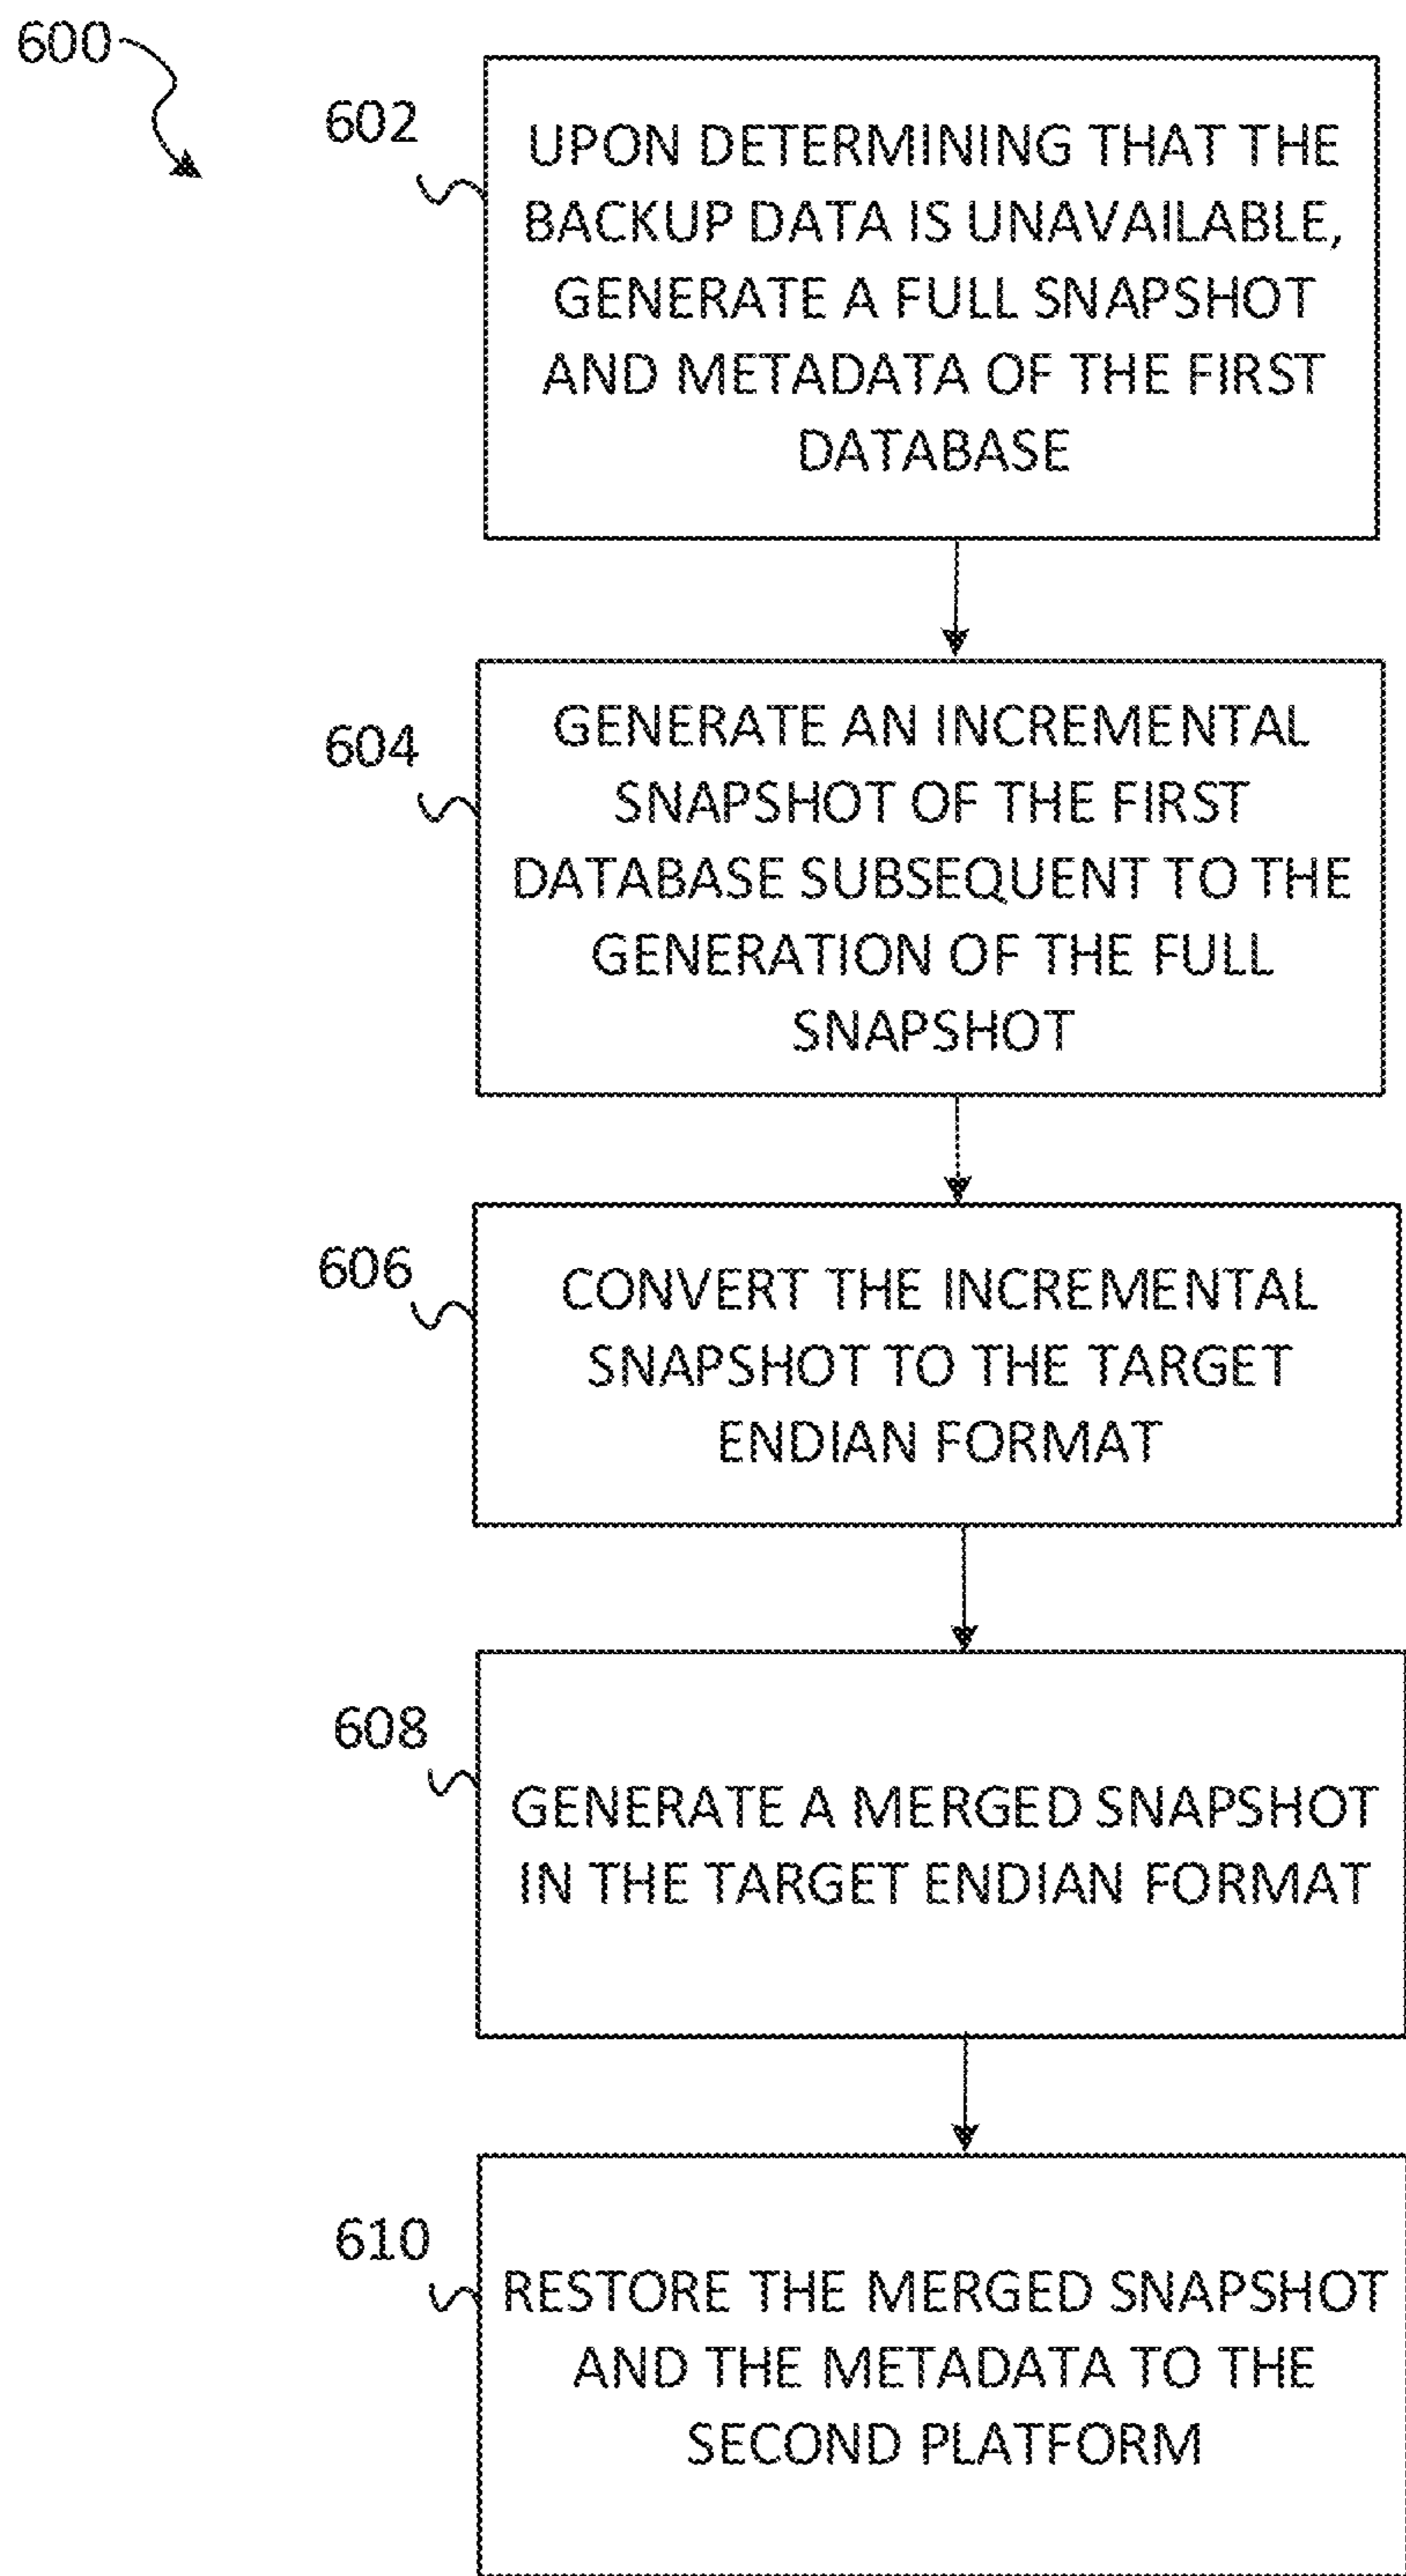 600
602
UPON DETERMINING THAT THE
BACKUP DATA IS UNAVAILABLE,
GENERATE A FULL SNAPSHOT
AND METADATA OF THE FIRST
DATABASE
604
GENERATE AN INCREMENTAL
SNAPSHOT OF THE FIRST
DATABASE SUBSEQUENT TO THE
GENERATION OF THE FULL
SNAPSHOT
606
CONVERT THE INCREMENTAL
SNAPSHOT TO THE TARGET
ENDIAN FORMAT
608
GENERATE A MERGED SNAPSHOT
IN THE TARGET ENDIAN FORMAT
610
RESTORE THE MERGED SNAPSHOT
AND THE METADATA TO THE
SECOND PLATFORM